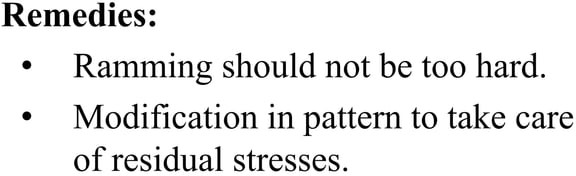 Remedies:
• Ramming should not be too hard.
• Modification in pattern to take care
of residual stresses.